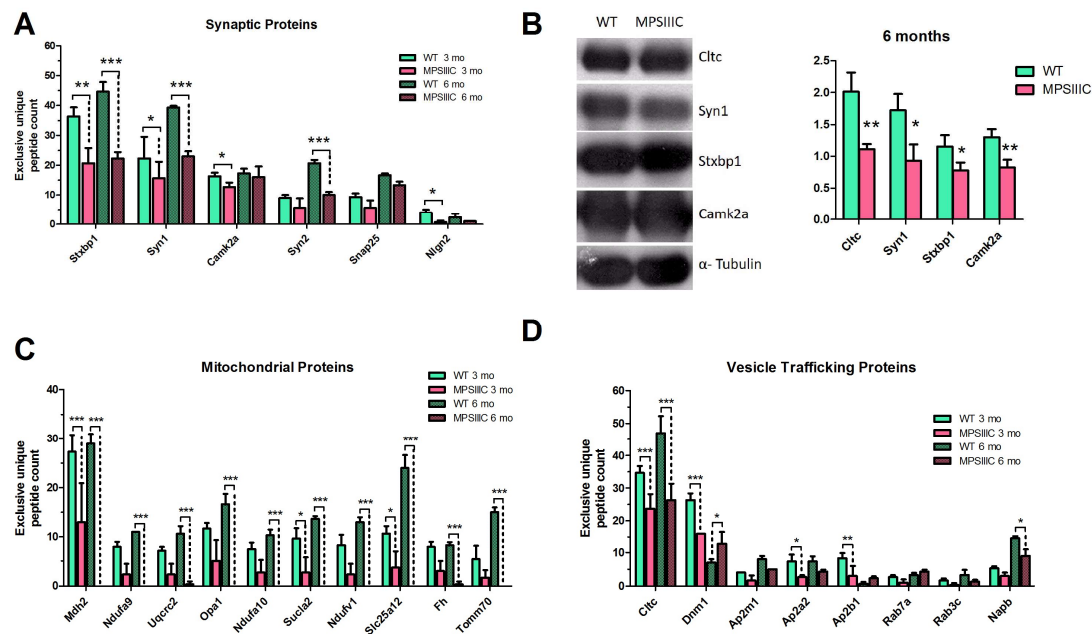 A
Synaptic Proteins
WT 3 mo
MPSIIIC 3 mo
WT 6 mo
MPSIIIC 6 mo
Exclusive unique
peptide count
60
50
40
30
20
10
0
** *** * *** * *** *
Stxbp1 Syn1 Camk2a Syn2 Snap25 Nlgn2
B
WT MPSIIIC
Cltc
Syn1
Stxbp1
Camk2a
α- Tubulin
6 months
WT
MPSIIIC
2.5
2.0
1.5
1.0
0.5
0.0
** * * **
Cltc Syn1 Stxbp1 Camk2a
C
Mitochondrial Proteins
WT 3 mo
MPSIIIC 3 mo
WT 6 mo
MPSIIIC 6 mo
Exclusive unique
peptide count
40
30
20
10
0
*** *** *** *** *** *** * *** *** * *** *** ***
Mdh2 Ndufa9 Uqcrc2 Opa1 Ndufa10 Sucla2 Ndufv1 Slc25a12 Fh Tomm70
D
Vesicle Trafficking Proteins
WT 3 mo
MPSIIIC 3 mo
WT 6 mo
MPSIIIC 6 mo
Exclusive unique
peptide count
60
50
40
30
20
10
0
*** *** *** * * ** *
Cltc Dnm1 Ap2m1 Ap2a2 Ap2b1 Rab7a Rab3c Napb